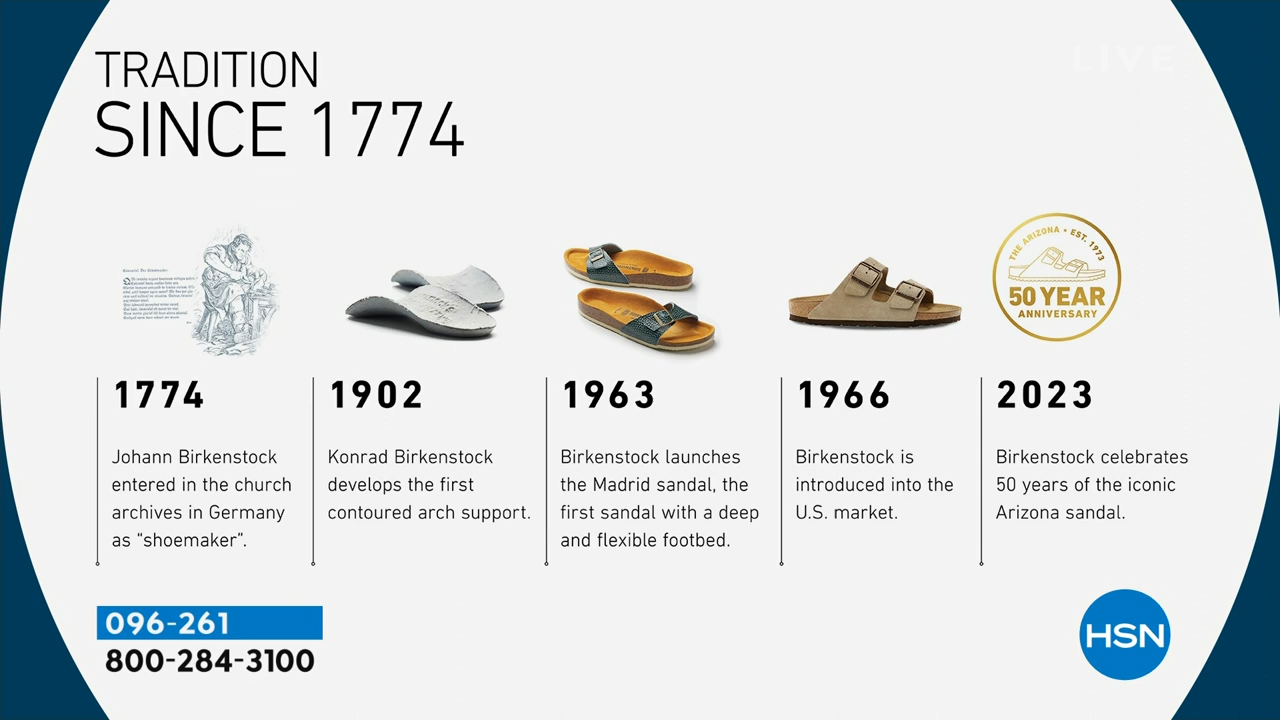 TRADITION
SINCE 1774
LIVE
THE ARIZONA • EST. 1973
50 YEAR
ANNIVERSARY
1774
Johann Birkenstock
entered in the church
archives in Germany
as “shoemaker”.
1902
Konrad Birkenstock
develops the first
contoured arch support.
1963
Birkenstock launches
the Madrid sandal, the
first sandal with a deep
and flexible footbed.
1966
Birkenstock is
introduced into the
U.S. market.
2023
Birkenstock celebrates
50 years of the iconic
Arizona sandal.
096-261
800-284-3100
HSN